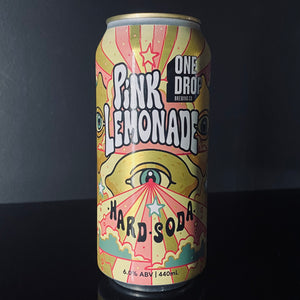 PINK
LEMONADE
ONE
DROP
BREWING CO
HARD SODA
6.0% ABV | 440mL